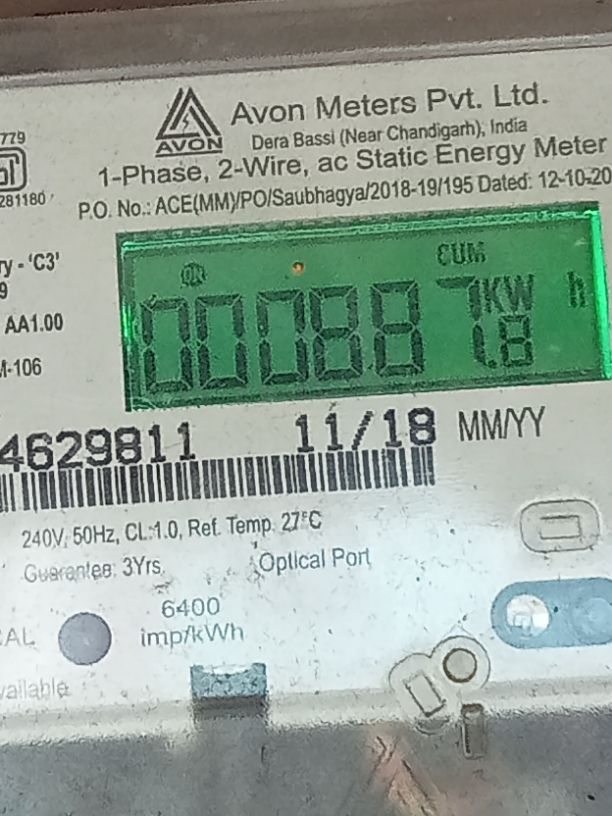 Avon Meters Pvt. Ltd.
AVON
Dera Bassi (Near Chandigarh), India
779
1-Phase, 2-Wire, ac Static Energy Meter
281180
P.O. No.: ACE(MM)/PO/Saubhagya/2018-19/195 Dated: 12-10-20
ry - 'C3'
9
AA1.00
M-106
ON
CUM
KW h
000887
1.8
4629811 11/18 MM/YY
240V, 50Hz, CL:1.0, Ref. Temp. 27°C
Guarantee: 3Yrs.
Optical Port
6400
CAL
imp/kWh
vailable